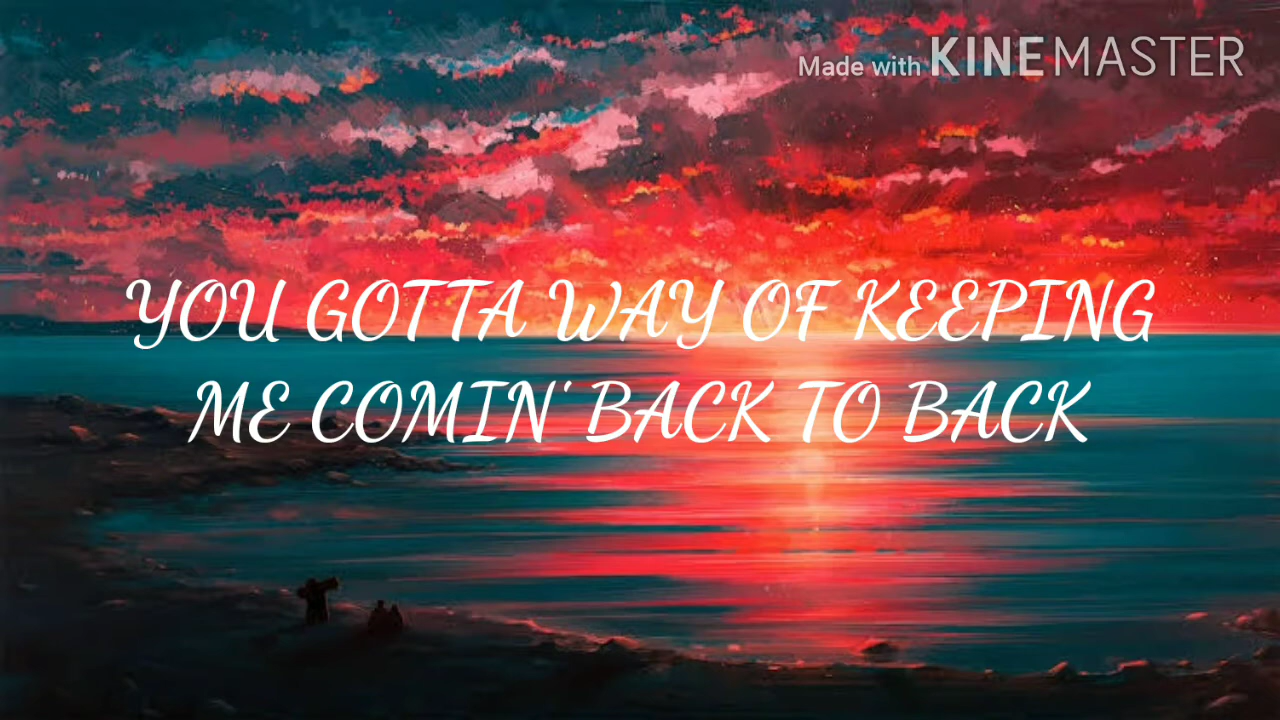 Made with KINEMASTER
YOU GOTTA WAY OF KEEPING
ME COMIN' BACK TO BACK